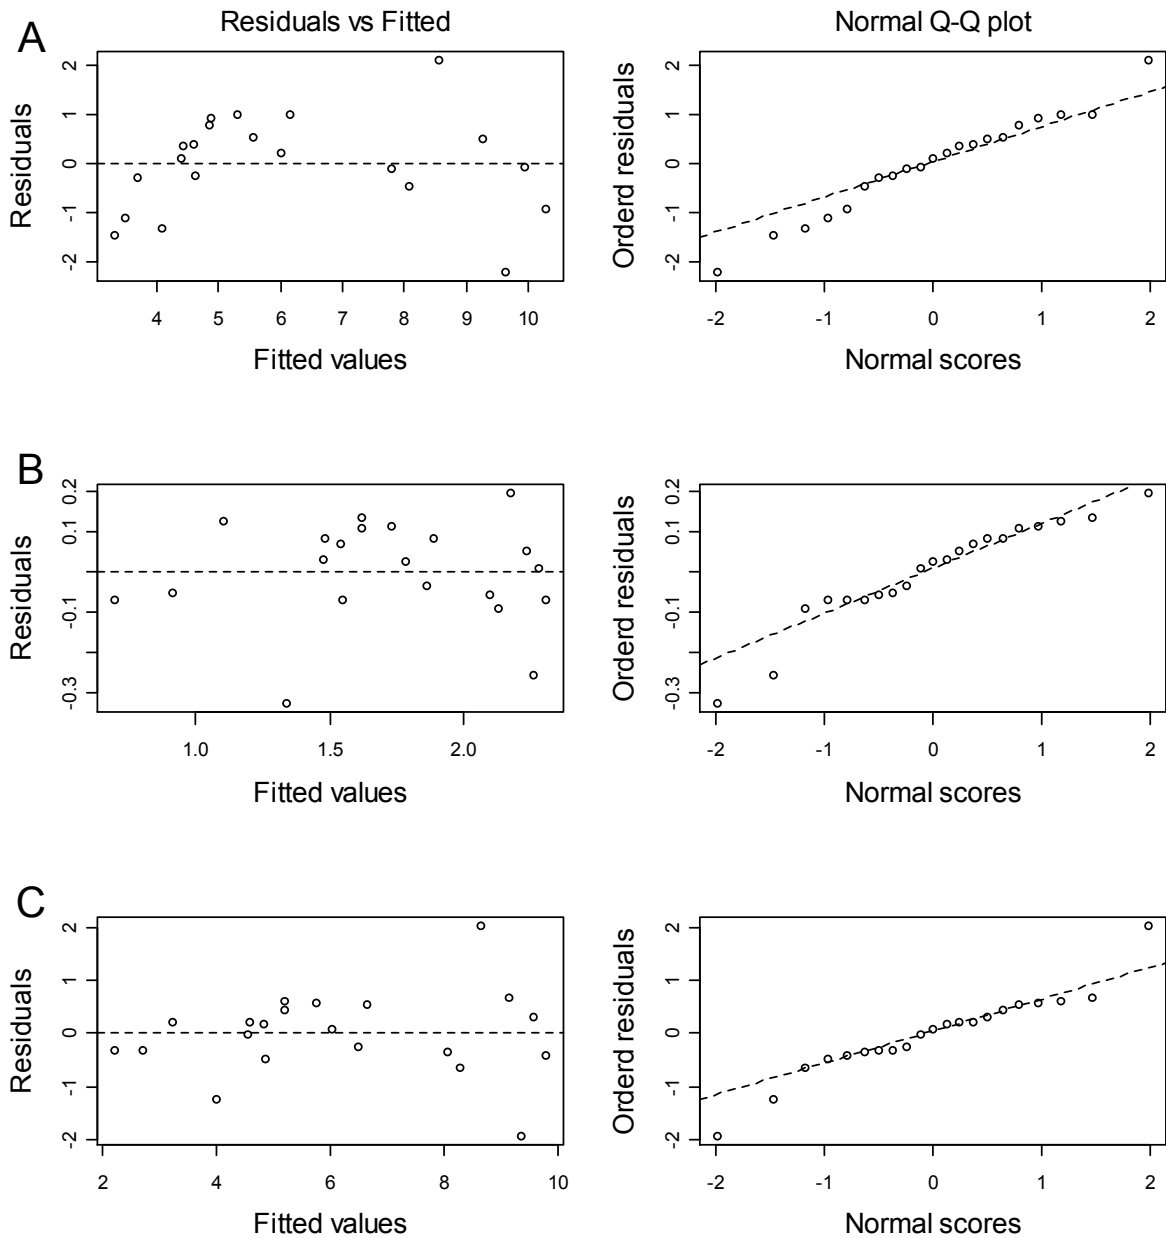 A
Residuals vs Fitted
Normal Q-Q plot
Residuals
2
1
0
-1
-2
4 5 6 7 8 9 10
Fitted values
Orderd residuals
2
1
0
-1
-2
-2 -1 0 1 2
Normal scores
B
Residuals
0.2
0.1
-0.1
-0.3
1.0 1.5 2.0
Fitted values
Orderd residuals
0.2
0.1
-0.1
-0.3
-2 -1 0 1 2
Normal scores
C
Residuals
2
1
0
-1
-2
2 4 6 8 10
Fitted values
Orderd residuals
2
1
0
-1
-2
-2 -1 0 1 2
Normal scores